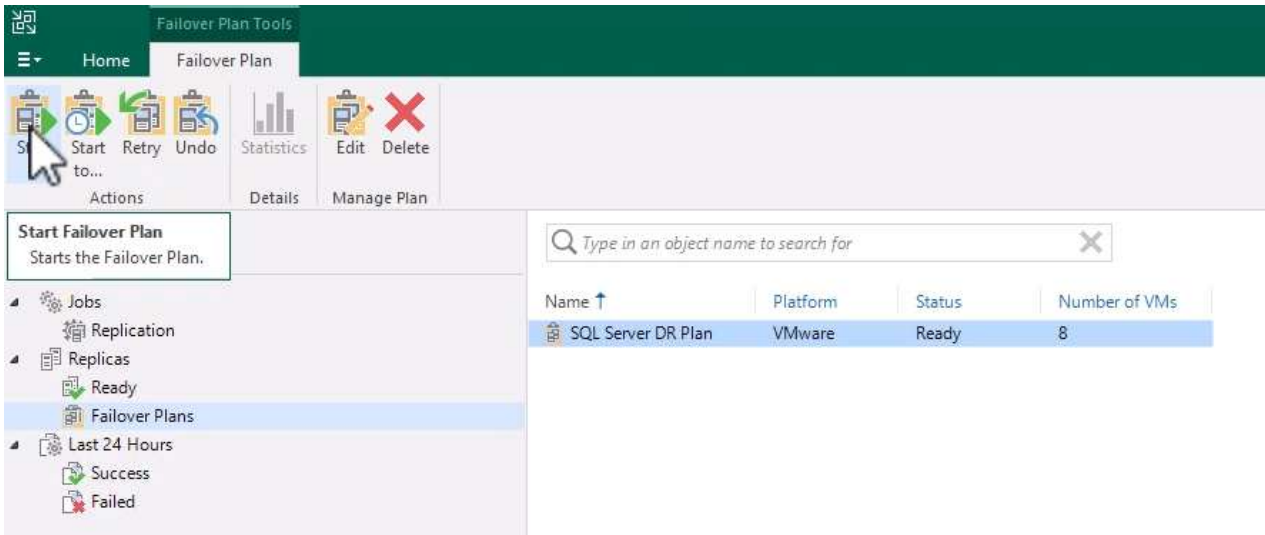 Failover Plan Tools
Home Failover Plan
Start Retry Undo Statistics Edit Delete
to...
Actions Details Manage Plan
Start Failover Plan
Starts the Failover Plan.
Type in an object name to search for
Name Platform Status Number of VMs
SQL Server DR Plan VMware Ready 8
Jobs
Replication
Replicas
Ready
Failover Plans
Last 24 Hours
Success
Failed